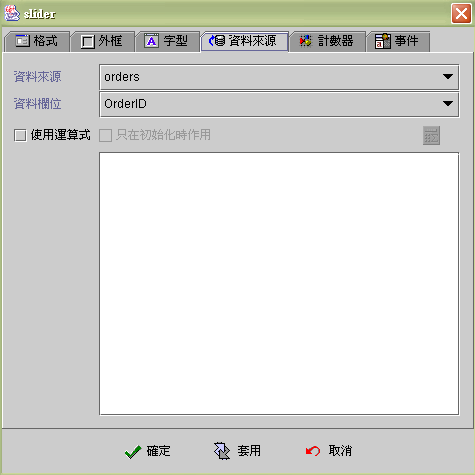 slider
格式 外框 A 字型 資料來源 計數器 a 事件
資料來源 orders
資料欄位 OrderID
使用運算式 只在初始化時作用
確定 套用 取消